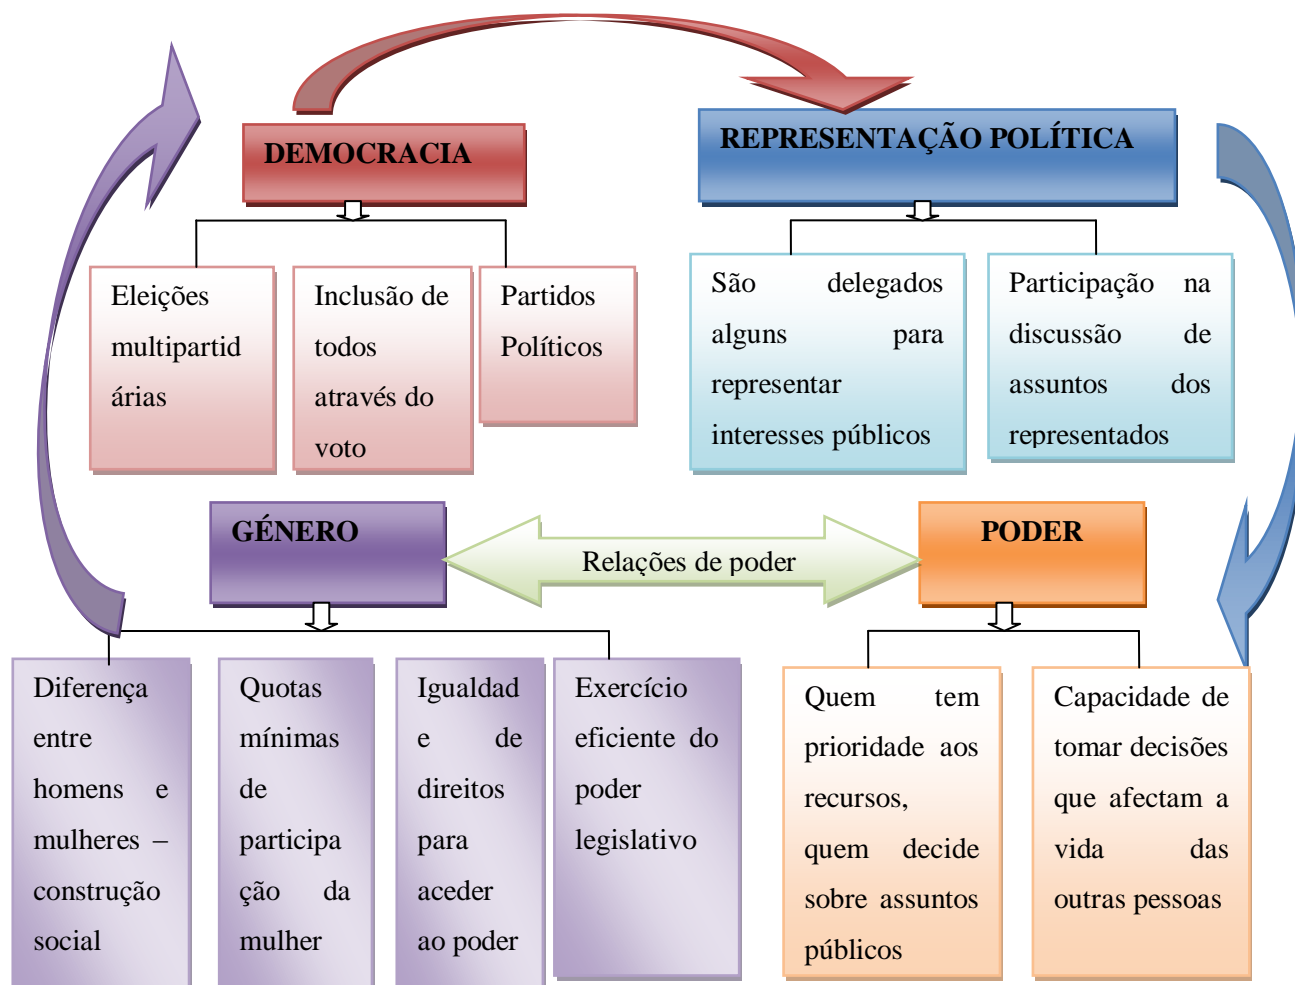 DEMOCRACIA
REPRESENTAÇÃO POLÍTICA
Eleições
multipartid
árias
Inclusão de
todos
através do
voto
Partidos
Políticos
São delegados
alguns para
representar
interesses públicos
Participação na
discussão de
assuntos dos
representados
GÉNERO
Relações de poder
PODER
Diferença
entre
homens e
mulheres –
construção
social
Quotas
mínimas
de
participa
ção da
mulher
Igualdad
e de
direitos
para
aceder
ao poder
Exercício
eficiente do
poder
legislativo
Quem tem
prioridade aos
recursos,
quem decide
sobre assuntos
públicos
Capacidade de
tomar decisões
que afectam a
vida das
outras pessoas